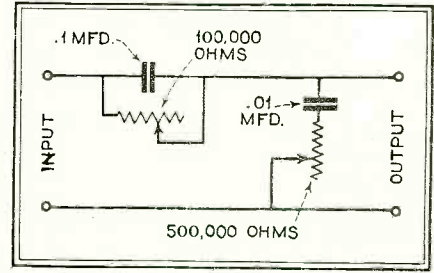 .1 MFD.
100,000
OHMS
.01
MFD.
INPUT
OUTPUT
500,000 OHMS